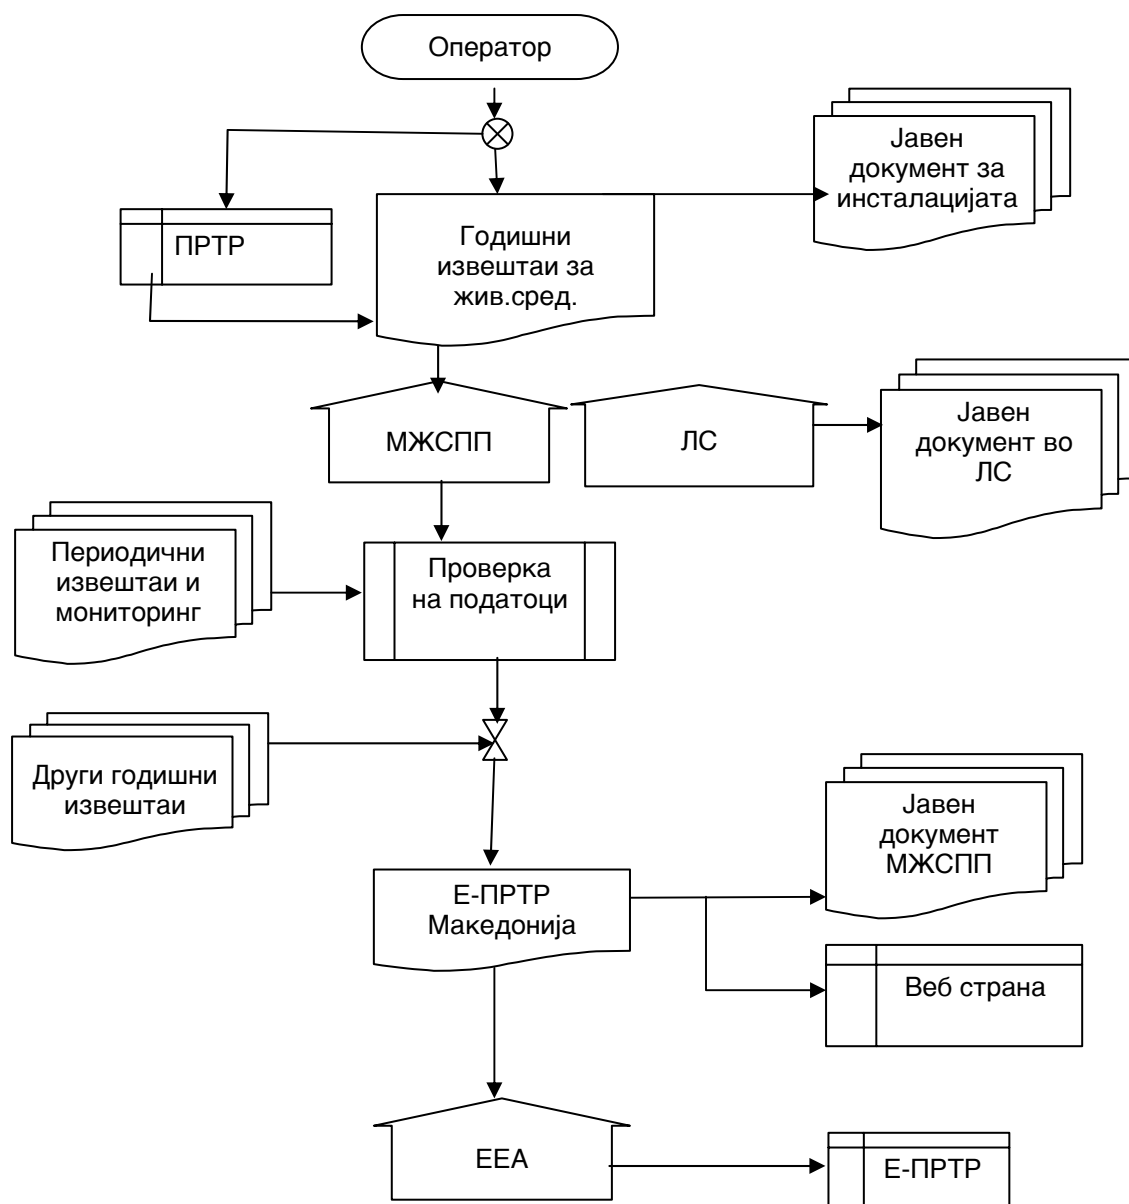 Оператор
Јавен
документ за
инсталацијата
ПРТР
Годишни
извештаи за
жив.сред.
МЖСПП
ЛС
Јавен
документ во
ЛС
Периодични
извештаи и
мониторинг
Проверка
на податоци
Други годишни
извештаи
Јавен
документ
МЖСПП
Е-ПРТР
Македонија
Веб страна
ЕЕА
Е-ПРТР